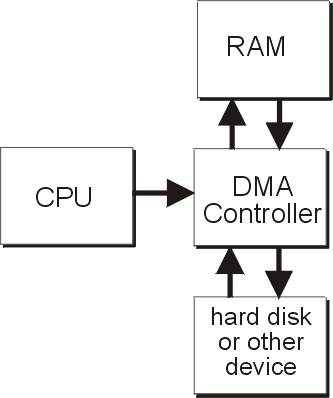 RAM
CPU
DMA
Controller
hard disk
or other
device